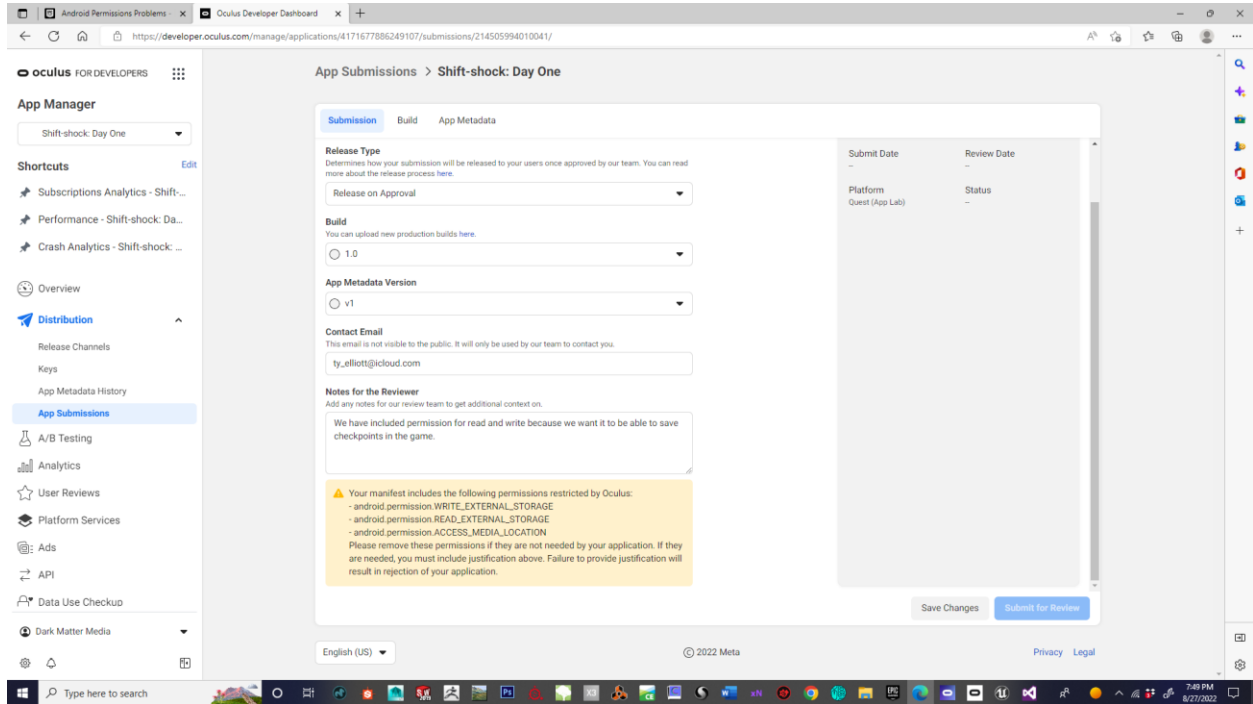 Android Permissions Problems -
Oculus Developer Dashboard
https://developer.oculus.com/manage/applications/4171677886249107/submissions/214505994010041/
oculus FOR DEVELOPERS
App Manager
Shift-shock: Day One
Shortcuts
Edit
Subscriptions Analytics - Shift-...
Performance - Shift-shock: Da...
Crash Analytics - Shift-shock: ...
Overview
Distribution
Release Channels
Keys
App Metadata History
App Submissions
A/B Testing
Analytics
User Reviews
Platform Services
Ads
API
Data Use Checkup
Dark Matter Media
App Submissions > Shift-shock: Day One
Submission Build App Metadata
Release Type
Determines how your submission will be released to your users once approved by our team. You can read
more about the release process here.
Release on Approval
Build
You can upload new production builds here.
1.0
App Metadata Version
v1
Contact Email
This email is not visible to the public. It will only be used by our team to contact you.
ty_elliott@icloud.com
Notes for the Reviewer
Add any notes for our review team to get additional context on.
We have included permission for read and write because we want it to be able to save
checkpoints in the game.
Your manifest includes the following permissions restricted by Oculus:
- android.permission.WRITE_EXTERNAL_STORAGE
- android.permission.READ_EXTERNAL_STORAGE
- android.permission.ACCESS_MEDIA_LOCATION
Please remove these permissions if they are not needed by your application. If they
are needed, you must include justification above. Failure to provide justification will
result in rejection of your application.
Submit Date Review Date
-- --
Platform Status
Quest (App Lab) --
Save Changes Submit for Review
English (US) © 2022 Meta Privacy Legal
Type here to search
7:49 PM
8/27/2022